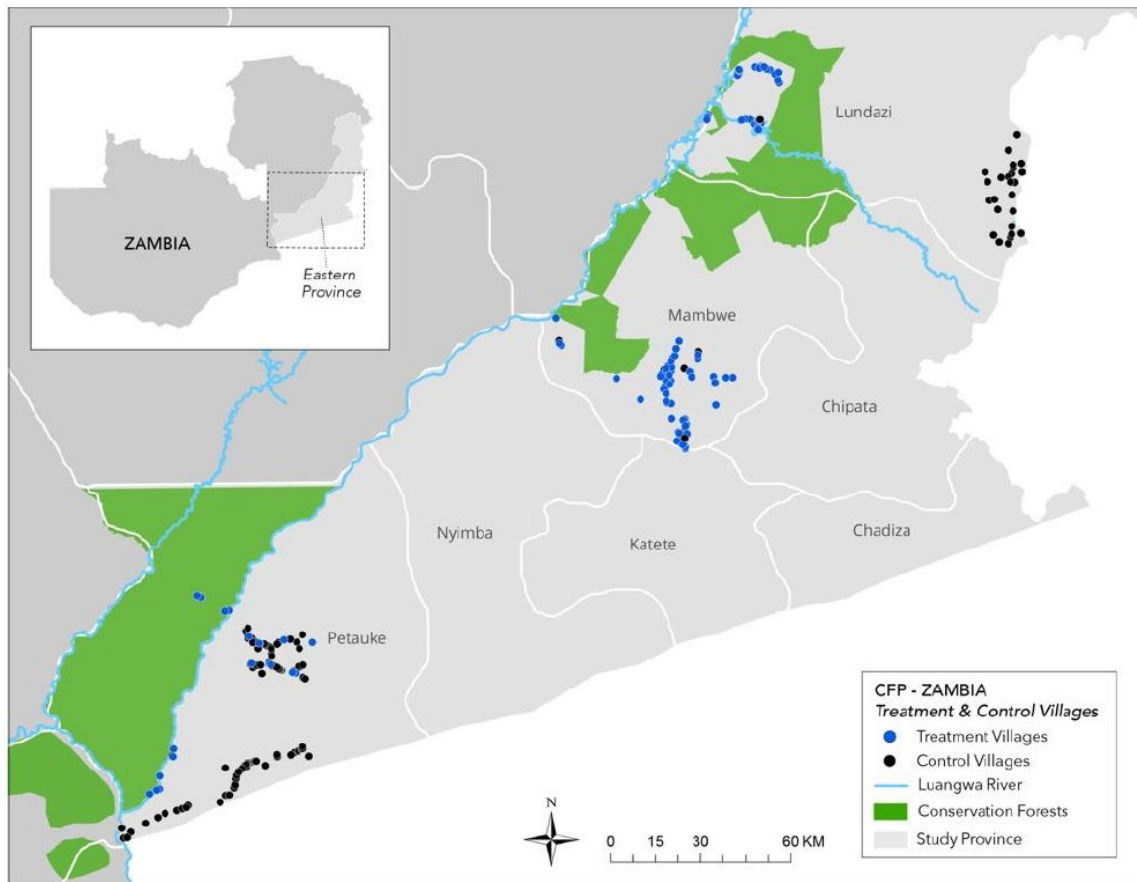 ZAMBIA
Eastern
Province
Lundazi
Mambwe
Chipata
Nyimba
Katete
Chadiza
Petauke
N
0 15 30 60 KM
CFP - ZAMBIA
Treatment & Control Villages
Treatment Villages
Control Villages
Luangwa River
Conservation Forests
Study Province